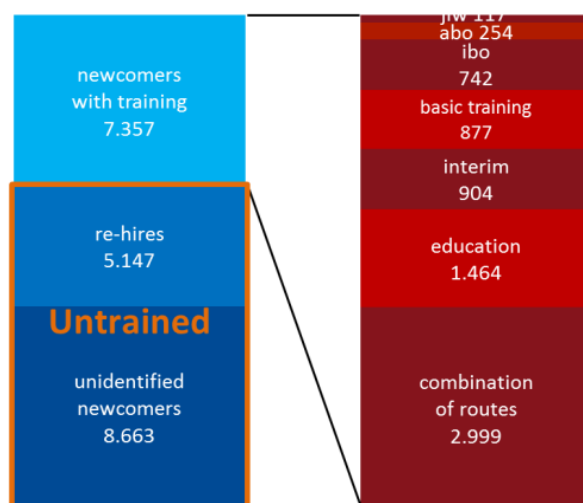 newcomers
with training
7.357
re-hires
5.147
Untrained
unidentified
newcomers
8.663
117
abo 254
ibo
742
basic training
877
interim
904
education
1.464
combination
of routes
2.999